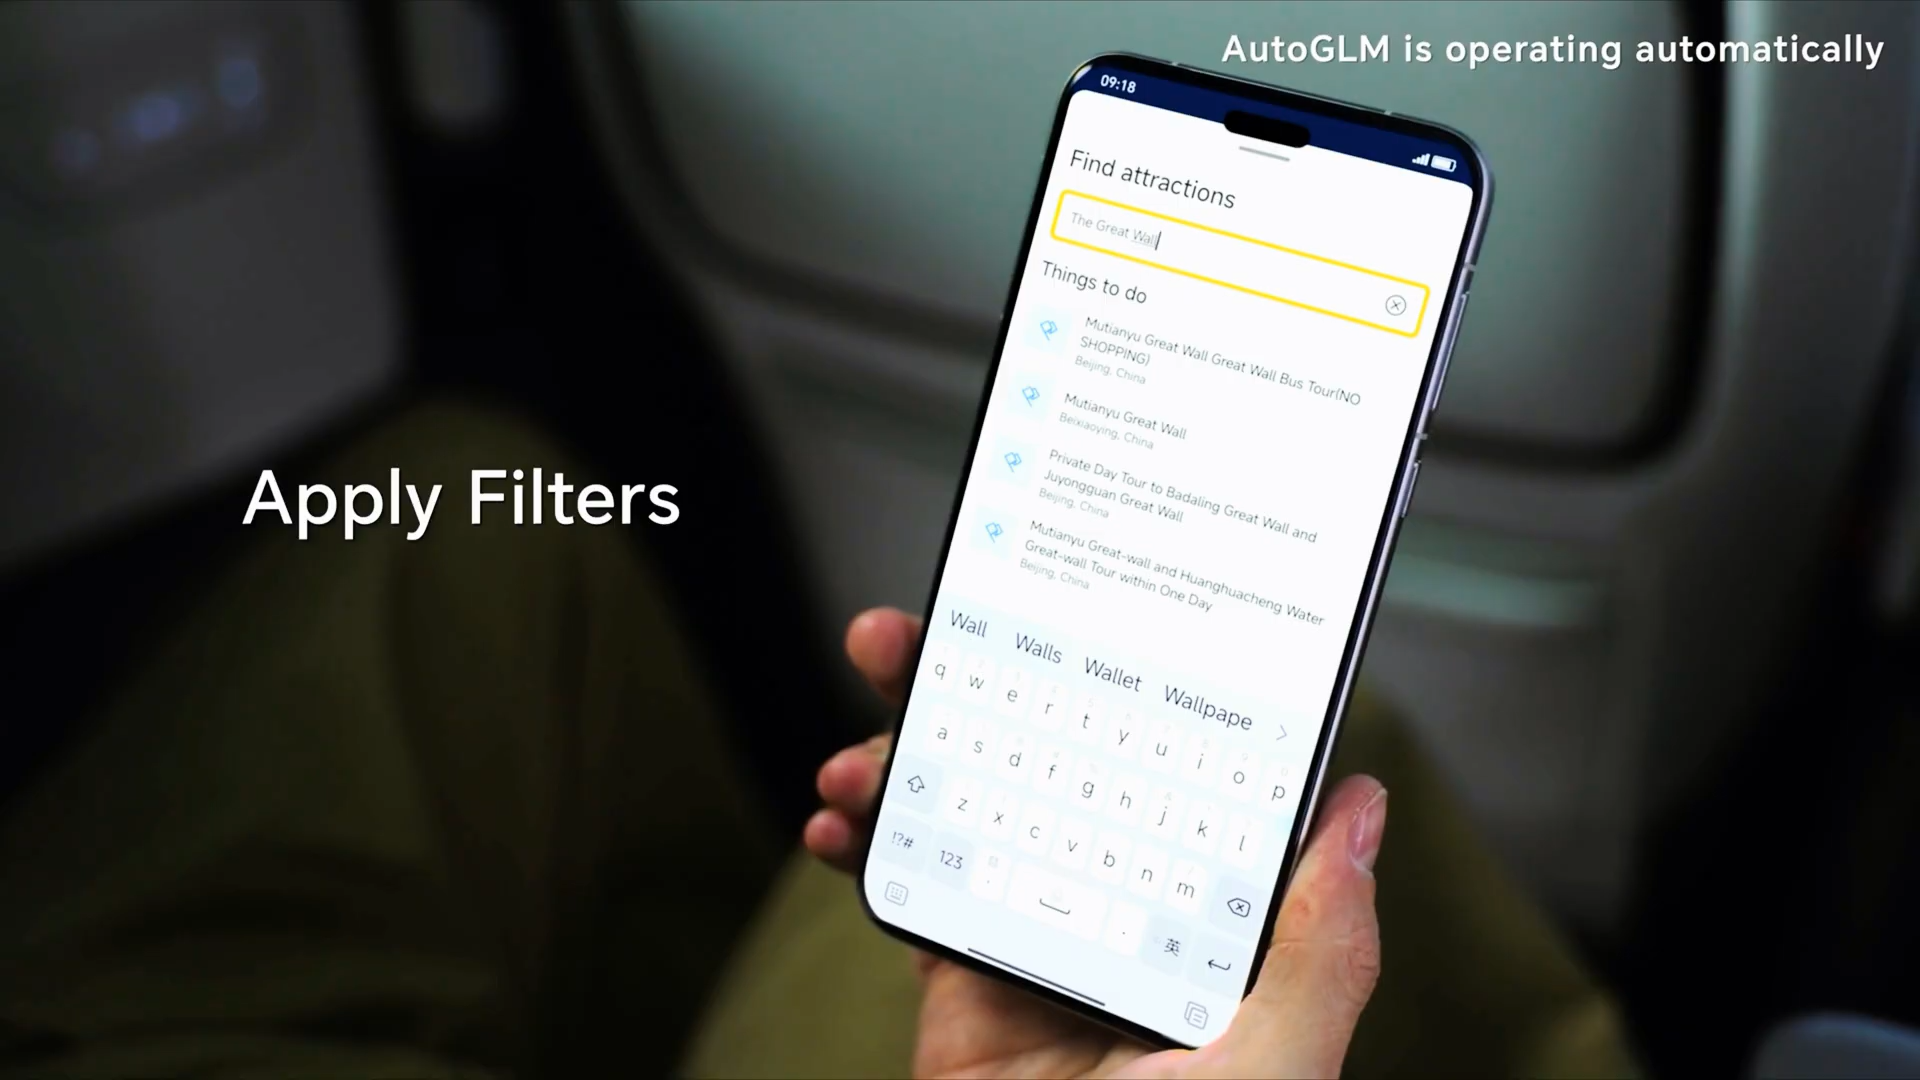 AutoGLM is operating automatically
09:18
Find attractions
The Great Wall
Things to do
Mutianyu Great Wall Great Wall Bus Tour(NO
SHOPPING)
Beijing, China
Mutianyu Great Wall
Beixiaoying, China
Private Day Tour to Badaling Great Wall and
Juyongguan Great Wall
Beijing, China
Mutianyu Great-wall and Huanghuacheng Water
Great-wall Tour within One Day
Beijing, China
Apply Filters
Wall Walls Wallet Wallpape
q w e r t y u i o p
a s d f g h j k l
z x c v b n m
!?# 123 . 英